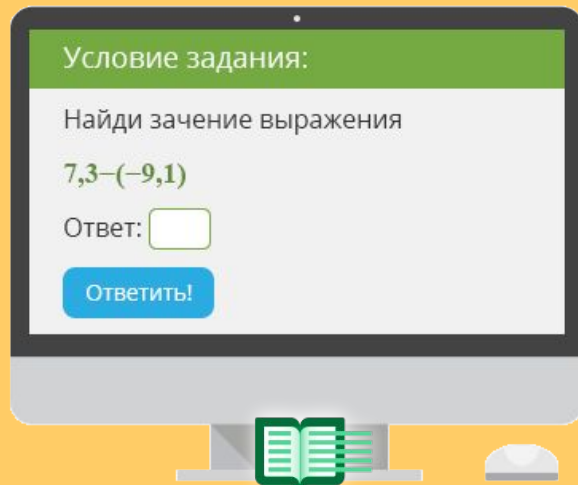 Условие задания:
Найди зачение выражения
7,3−(−9,1)
Ответ:
Ответить!